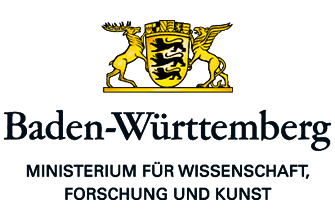 Baden-Württemberg
MINISTERIUM FÜR WISSENSCHAFT,
FORSCHUNG UND KUNST